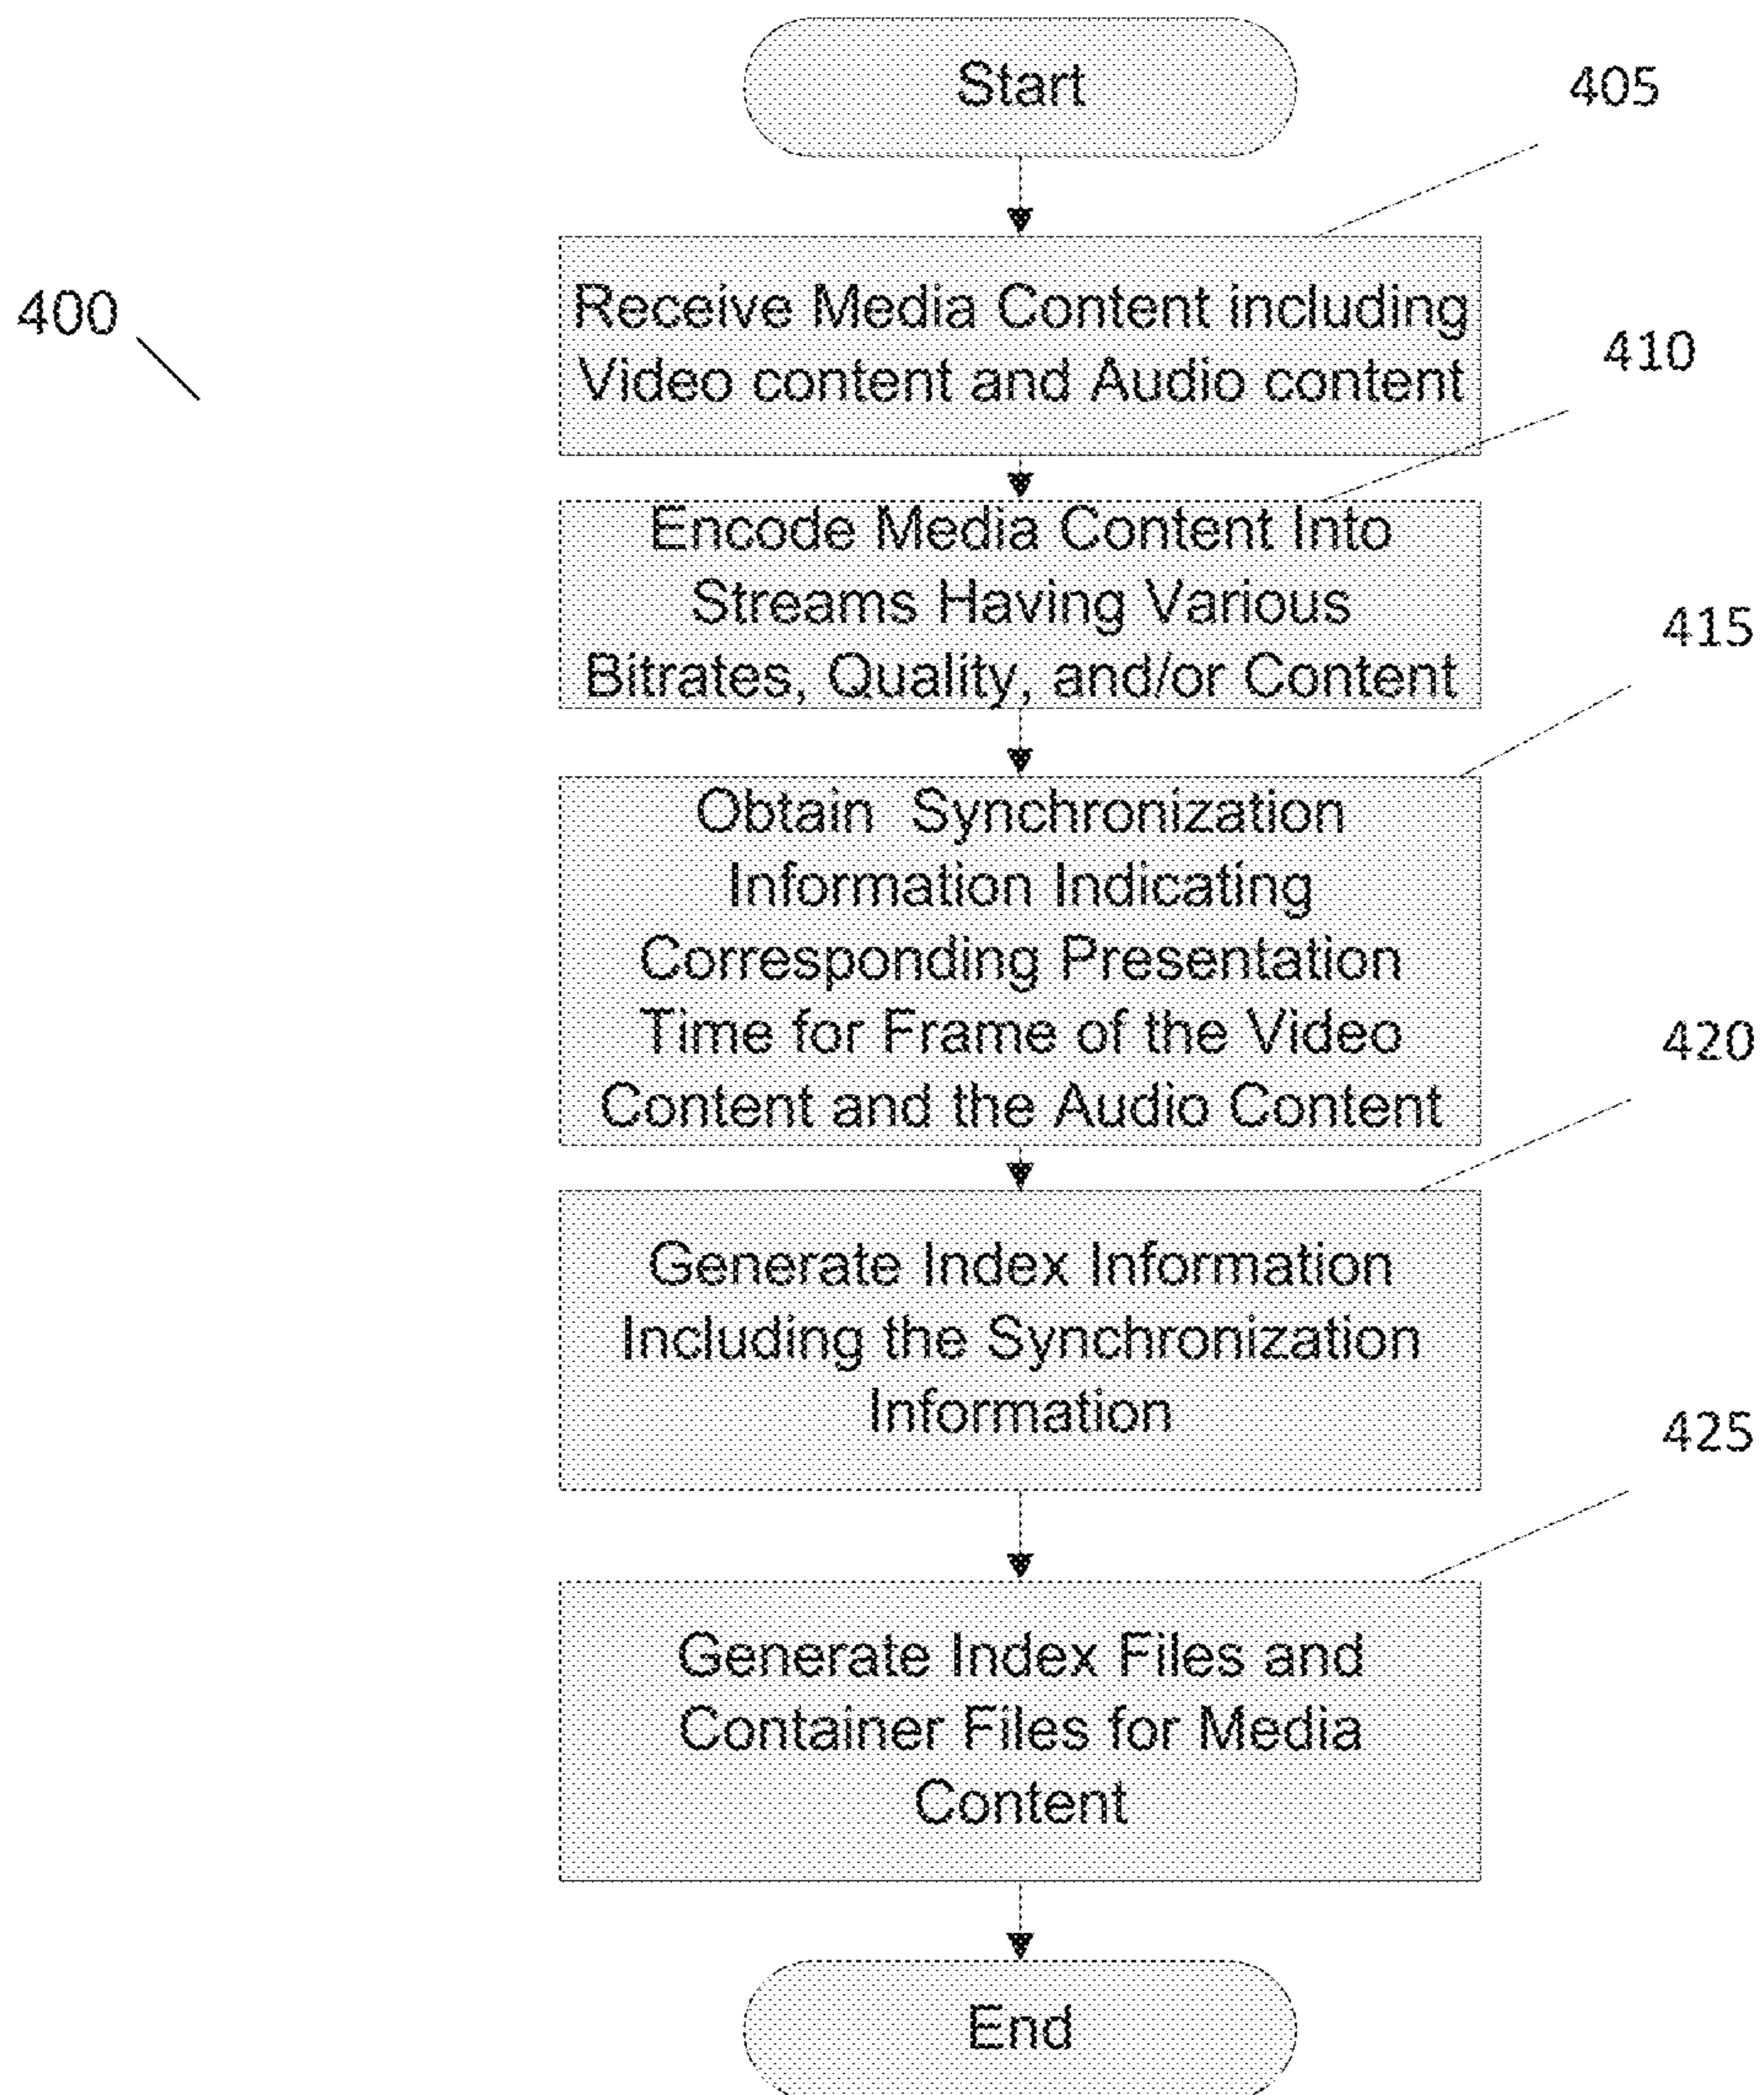 Start
405
400
Receive Media Content including
Video content and Audio content
410
Encode Media Content Into
Streams Having Various
Bitrates, Quality, and/or Content
415
Obtain Synchronization
Information Indicating
Corresponding Presentation
Time for Frame of the Video
Content and the Audio Content
420
Generate Index Information
Including the Synchronization
Information
425
Generate Index Files and
Container Files for Media
Content
End